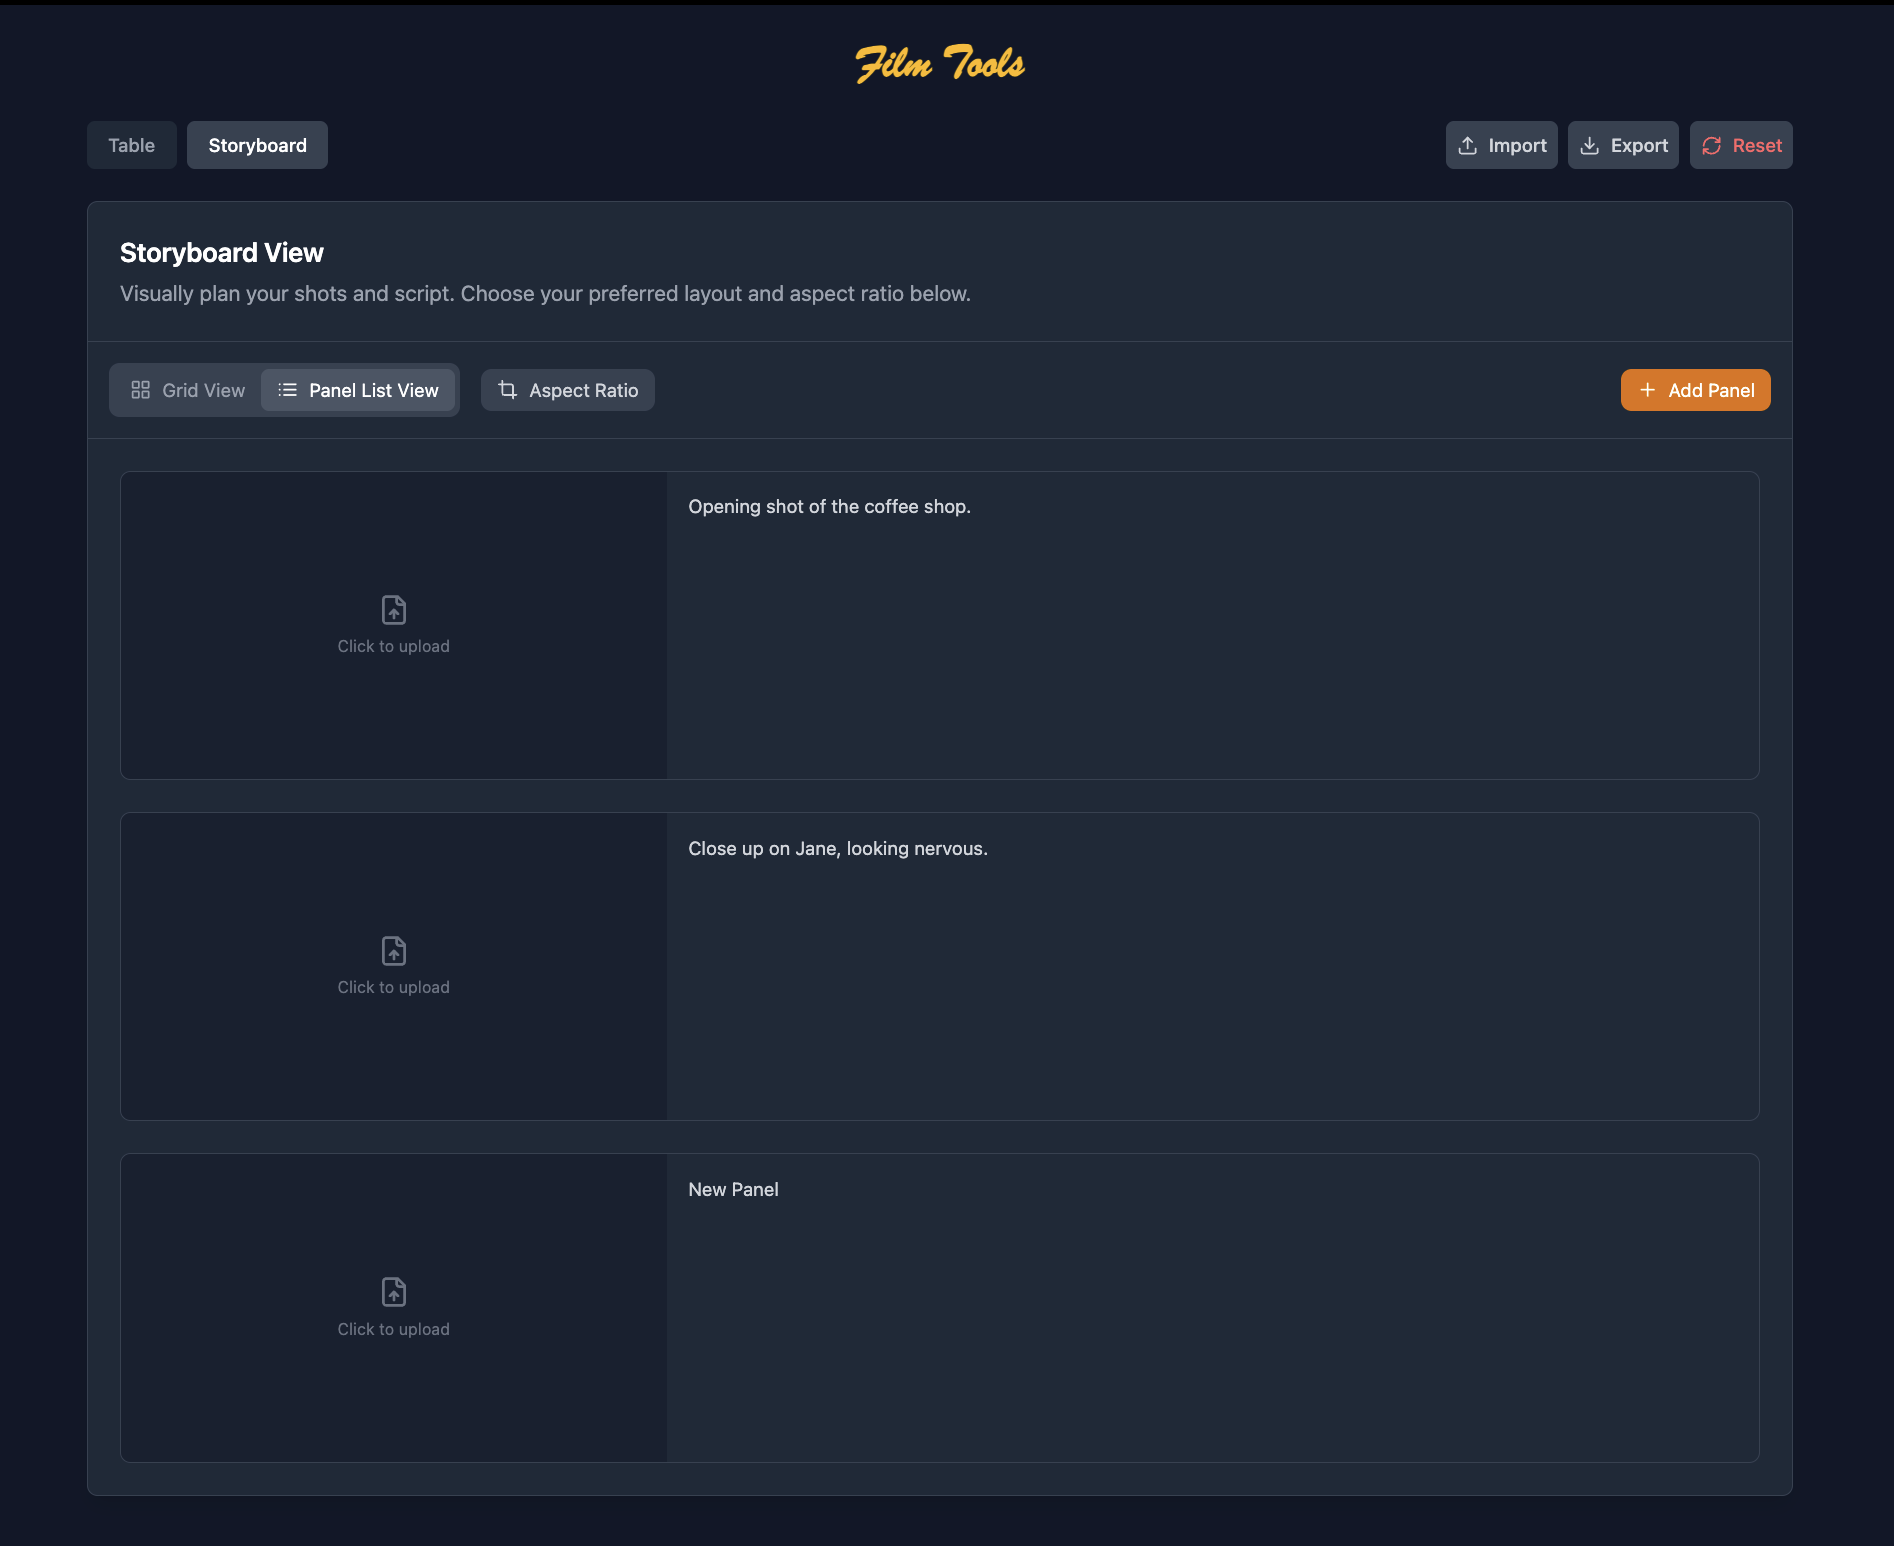 Film Tools
Table
Storyboard
Import
Export
Reset
Storyboard View
Visually plan your shots and script. Choose your preferred layout and aspect ratio below.
Grid View
Panel List View
Aspect Ratio
Add Panel
Opening shot of the coffee shop.
Click to upload
Close up on Jane, looking nervous.
Click to upload
New Panel
Click to upload